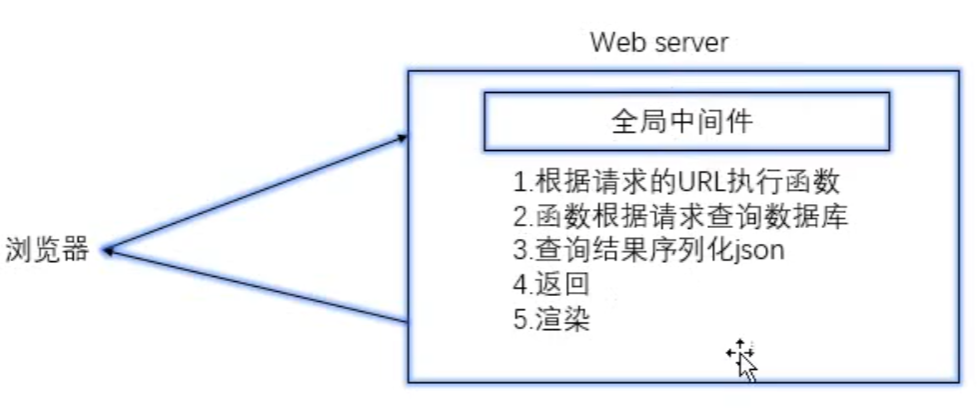 Web server
全局中间件
1.根据请求的URL执行函数
2.函数根据请求查询数据库
3.查询结果序列化json
4.返回
5.渲染
浏览器